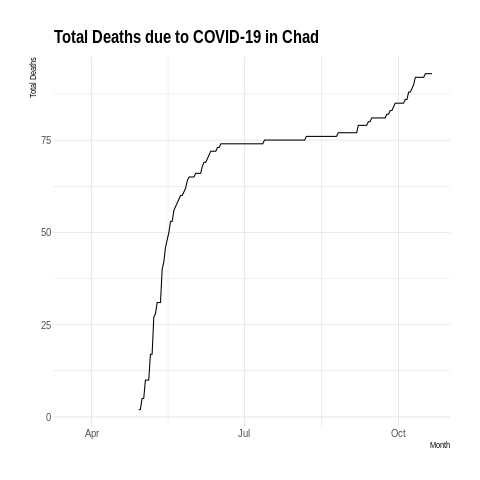 Total Deaths due to COVID-19 in Chad
Total Deaths
75
50
25
0
Apr
Jul
Oct
Month